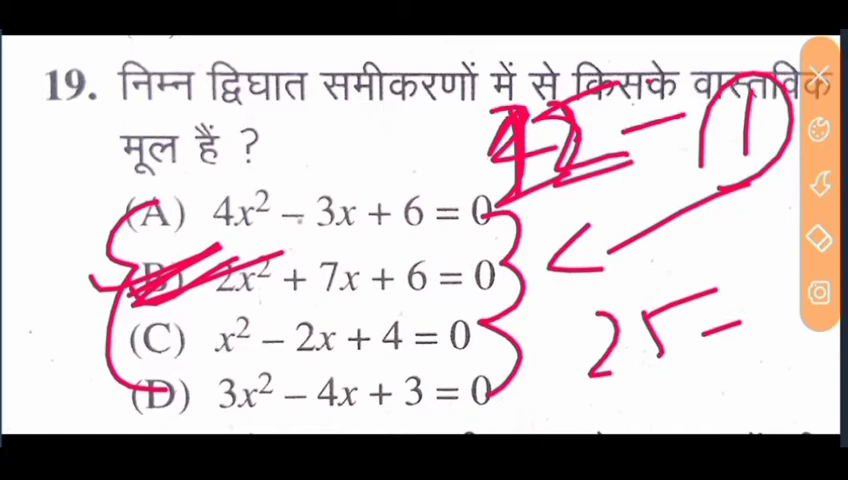 19. निम्न द्विघात समीकरणों में से किसके वास्तविक
मूल हैं ?
(A) 4x² – 3x + 6 = 0
(B) 2x² + 7x + 6 = 0
(C) x² – 2x + 4 = 0
(D) 3x² – 4x + 3 = 0
25 =